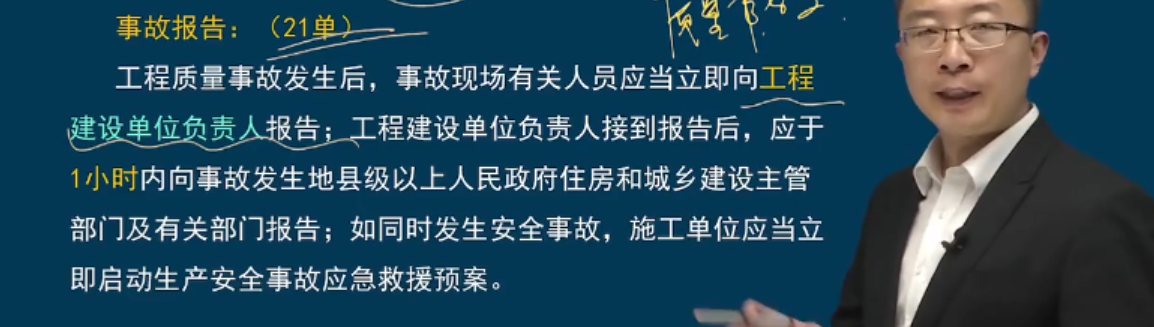 事故报告：（21单）
工程质量事故发生后，事故现场有关人员应当立即向工程
建设单位负责人报告；工程建设单位负责人接到报告后，应于
1小时内向事故发生地县级以上人民政府住房和城乡建设主管
部门及有关部门报告；如同时发生安全事故，施工单位应当立
即启动生产安全事故应急救援预案。